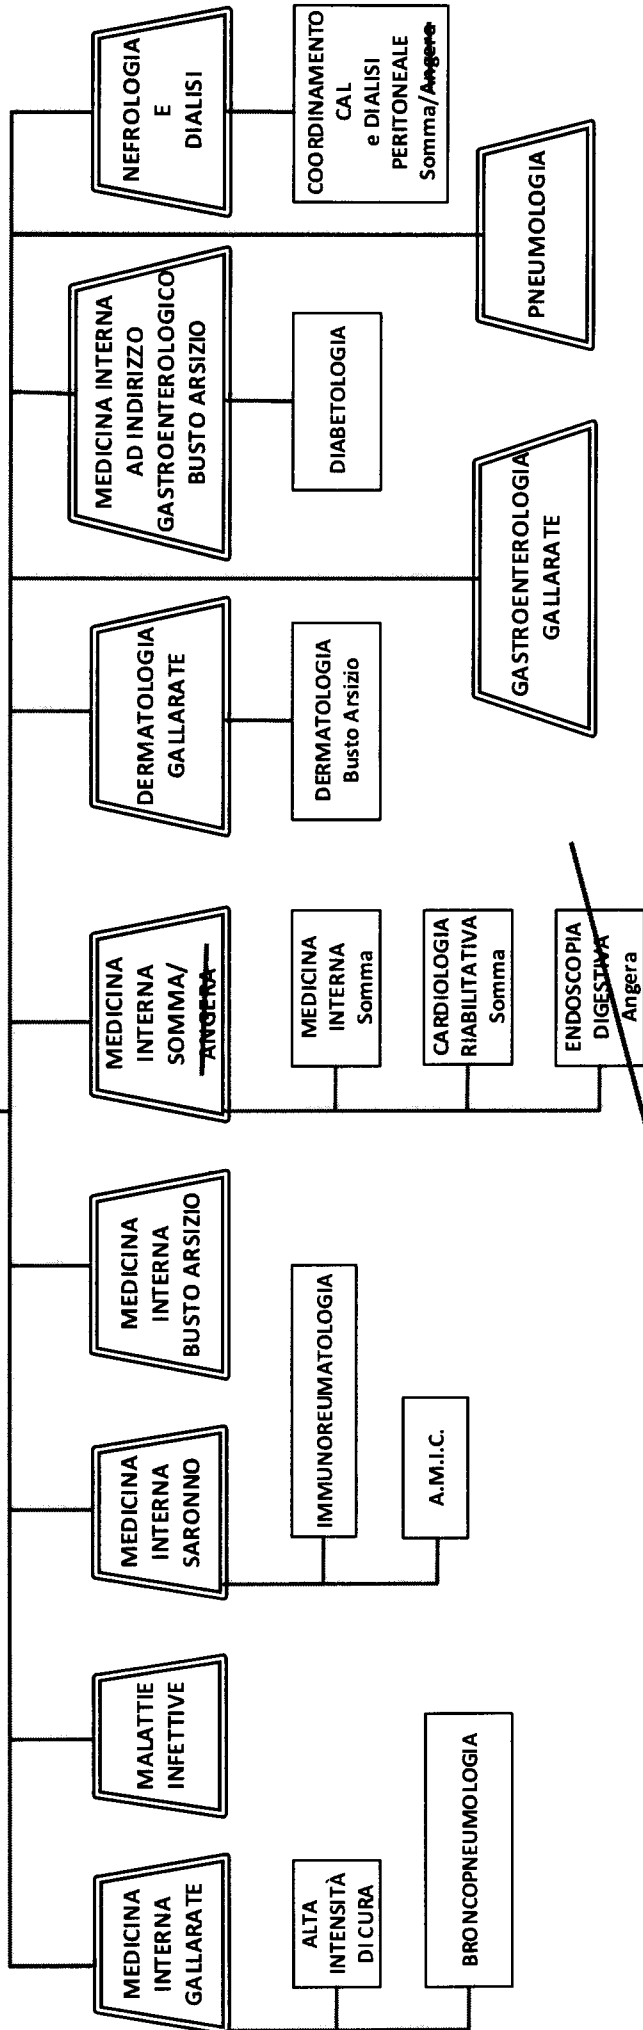 MEDICINA
INTERNA
GALLARATE
ALTA
INTENSITÀ
DI CURA
BRONCOPNEUMOLOGIA
MALATTIE
INFETTIVE
MEDICINA
INTERNA
SARONNO
IMMUNOREUMATOLOGIA
A.M.I.C.
MEDICINA
INTERNA
BUSTO ARSIZIO
MEDICINA
INTERNA
SOMMA/
ANGERA
MEDICINA
INTERNA
Somma
CARDIOLOGIA
RIABILITATIVA
Somma
ENDOSCOPIA
DIGESTIVA
Angera
DERMATOLOGIA
GALLARATE
DERMATOLOGIA
Busto Arsizio
GASTROENTEROLOGIA
GALLARATE
MEDICINA INTERNA
AD INDIRIZZO
GASTROENTEROLOGICO
BUSTO ARSIZIO
DIABETOLOGIA
PNEUMOLOGIA
NEFROLOGIA
E
DIALISI
COORDINAMENTO
CAL
e DIALISI
PERITONEALE
Somma/Angera